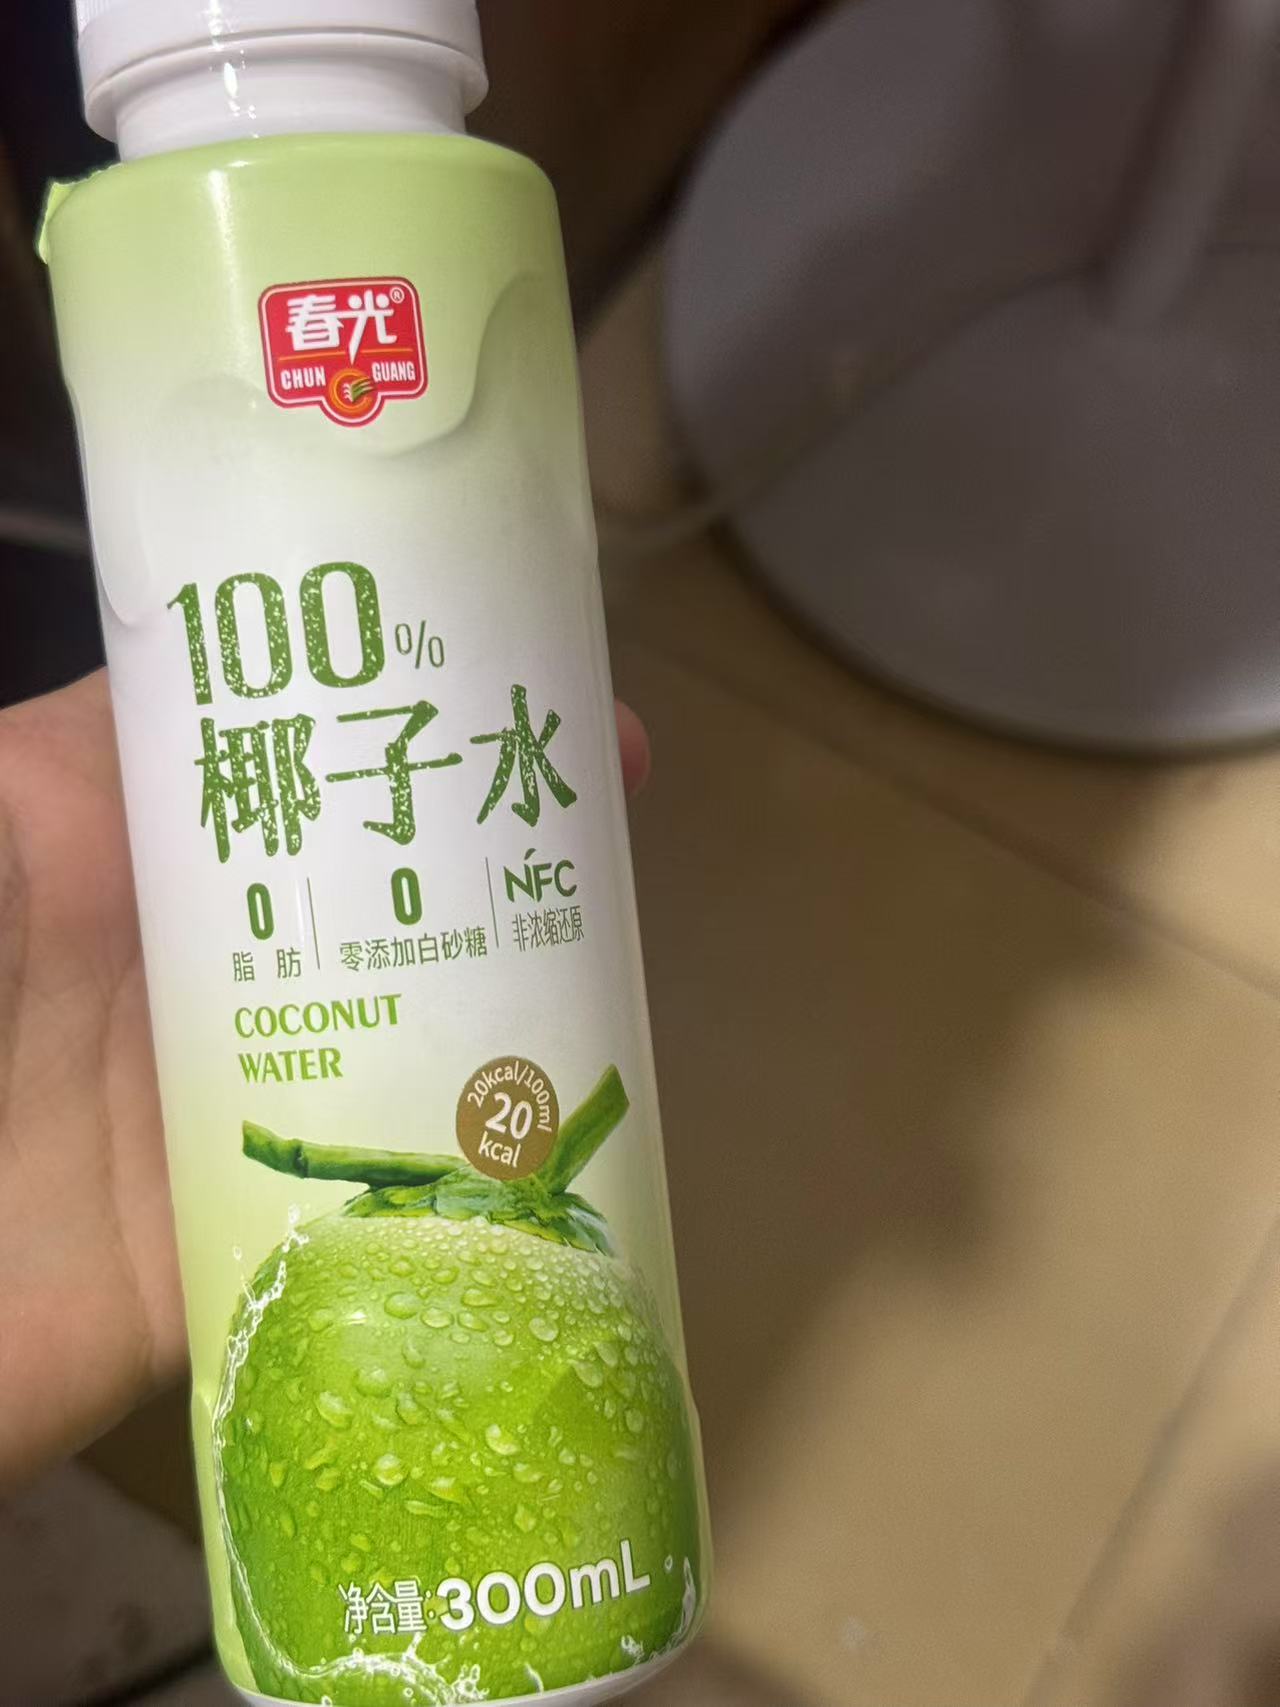 春光®
CHUN GUANG
100%
椰子水
0 0 NFC
脂肪 零添加白砂糖 非浓缩还原
COCONUT
WATER
20kcal/100ml
20
kcal
净含量:300mL